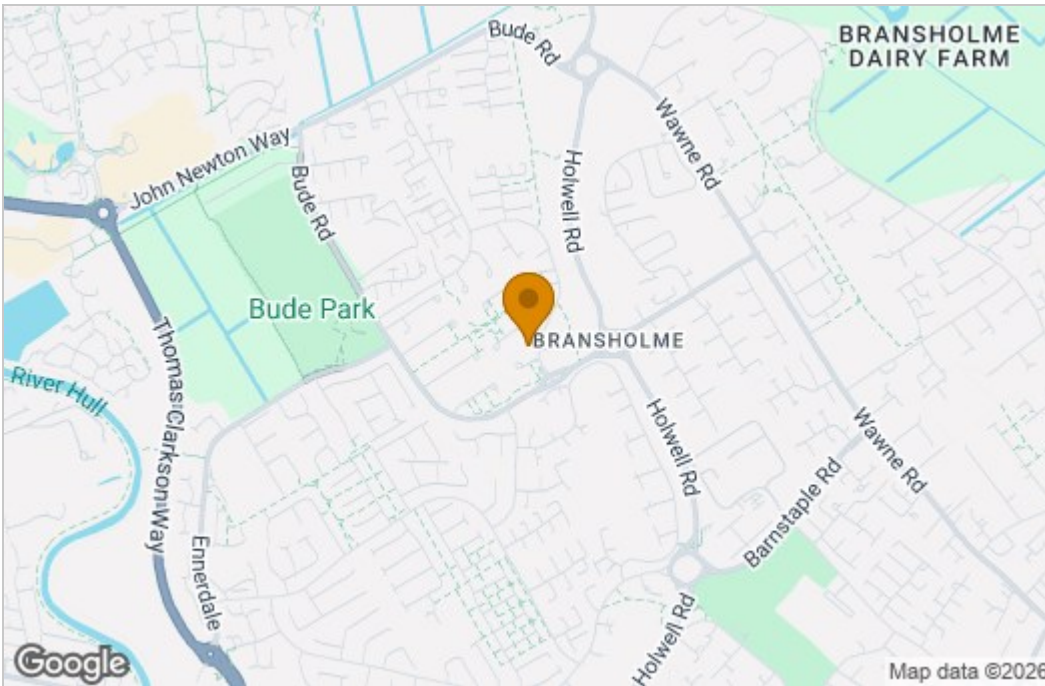 Bude Rd
BRANSHOLME
DAIRY FARM
John Newton Way
Wawne Rd
Holwell Rd
Bude Rd
Bude Park
BRANSHOLME
River Hull
Thomas Clarkson Way
Holwell Rd
Wawne Rd
Barnstaple Rd
Ennerdale
Holwell Rd
Google
Map data ©2026